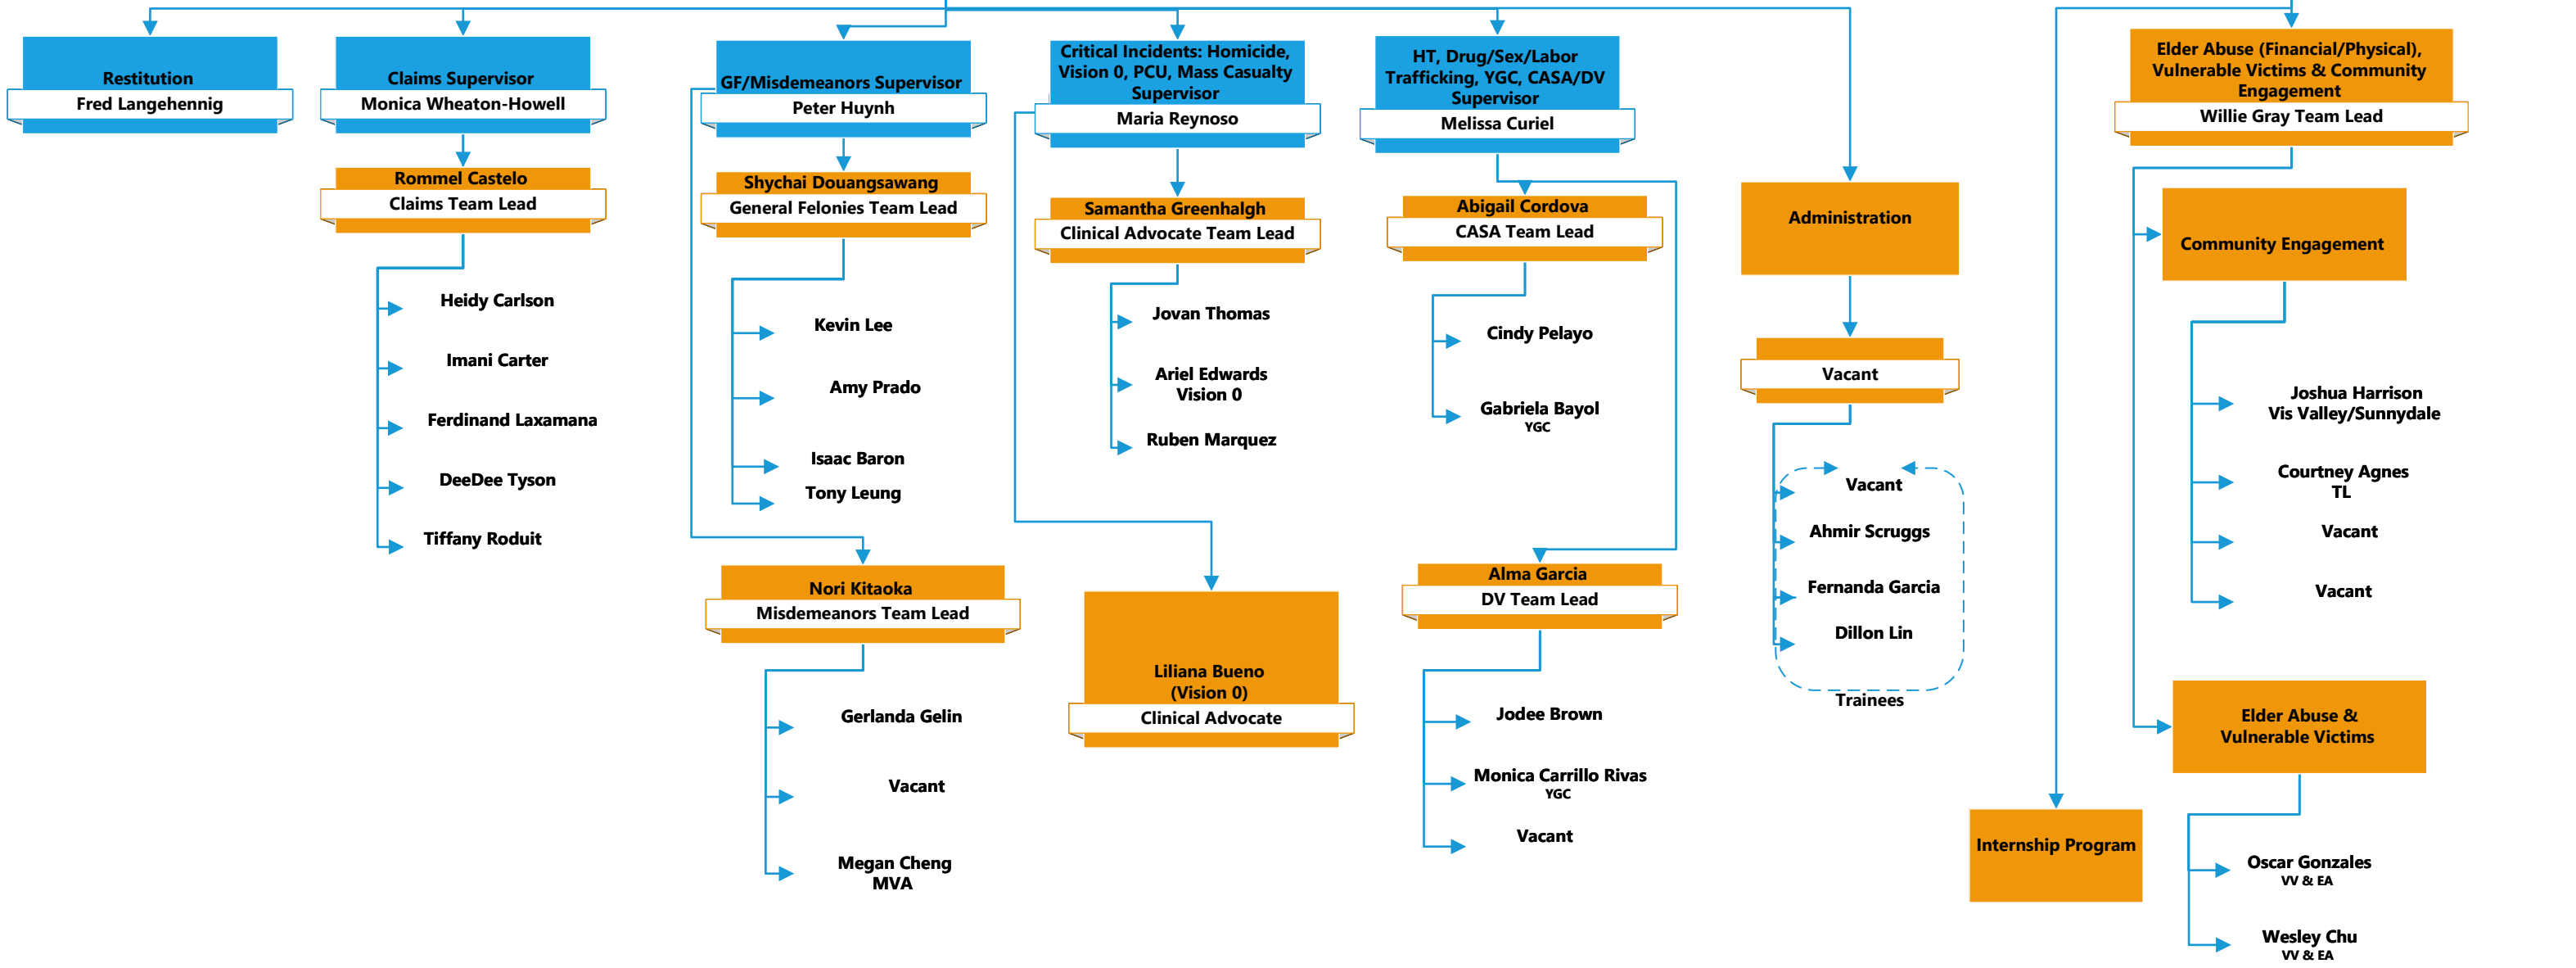 Restitution
Fred Langehennig
Claims Supervisor
Monica Wheaton-Howell
Rommel Castelo
Claims Team Lead
Heidy Carlson
Imani Carter
Ferdinand Laxamana
DeeDee Tyson
Tiffany Roduit
GF/Misdemeanors Supervisor
Peter Huynh
Shychai Douangsawang
General Felonies Team Lead
Kevin Lee
Amy Prado
Isaac Baron
Tony Leung
Nori Kitaoka
Misdemeanors Team Lead
Gerlanda Gelin
Vacant
Megan Cheng
MVA
Critical Incidents: Homicide,
Vision 0, PCU, Mass Casualty
Supervisor
Maria Reynoso
Samantha Greenhalgh
Clinical Advocate Team Lead
Jovan Thomas
Ariel Edwards
Vision 0
Ruben Marquez
Liliana Bueno
(Vision 0)
Clinical Advocate
HT, Drug/Sex/Labor
Trafficking, YGC, CASA/DV
Supervisor
Melissa Curiel
Abigail Cordova
CASA Team Lead
Cindy Pelayo
Gabriela Bayol
YGC
Alma Garcia
DV Team Lead
Jodee Brown
Monica Carrillo Rivas
YGC
Vacant
Administration
Vacant
Vacant
Ahmir Scruggs
Fernanda Garcia
Dillon Lin
Trainees
Internship Program
Elder Abuse (Financial/Physical),
Vulnerable Victims & Community
Engagement
Willie Gray Team Lead
Community Engagement
Joshua Harrison
Vis Valley/Sunnydale
Courtney Agnes
TL
Vacant
Vacant
Elder Abuse &
Vulnerable Victims
Oscar Gonzales
VV & EA
Wesley Chu
VV & EA